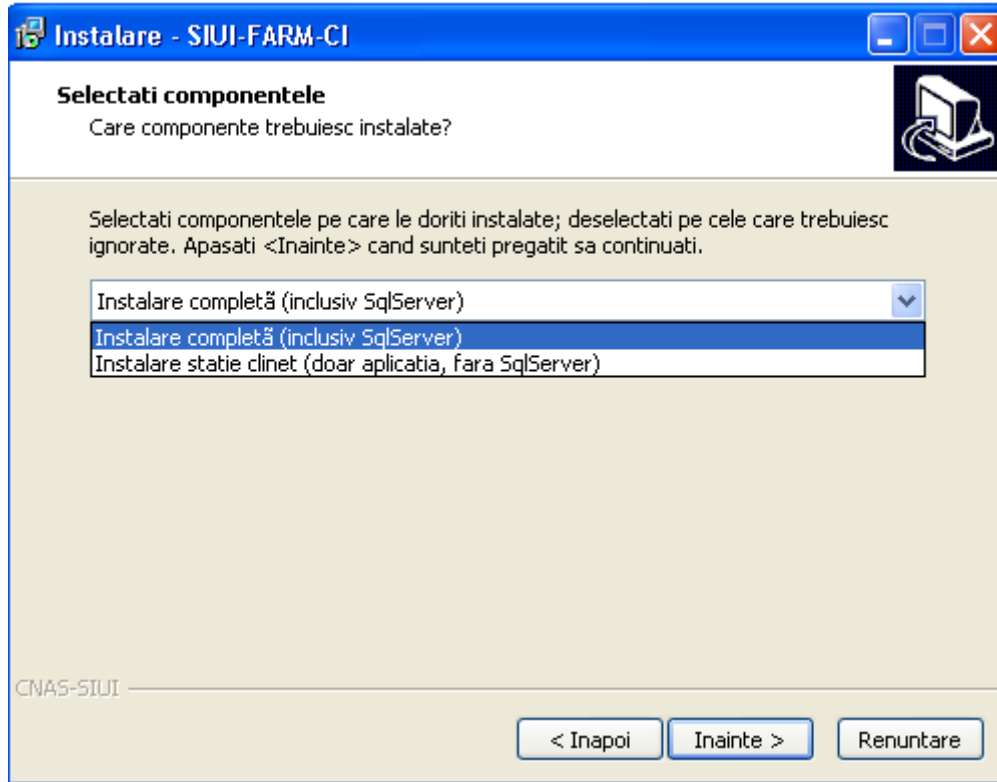 Instalare - SIUI-FARM-CI
Selectati componentele
Care componente trebuiesc instalate?
Selectati componentele pe care le doriti instalate; deselectati pe cele care trebuiesc
ignorate. Apasati <Inainte> cand sunteti pregatit sa continuati.
Instalare completã (inclusiv SqlServer)
Instalare completã (inclusiv SqlServer)
Instalare statie clinet (doar aplicatia, fara SqlServer)
CNAS-SIUI
< Inapoi
Inainte >
Renuntare